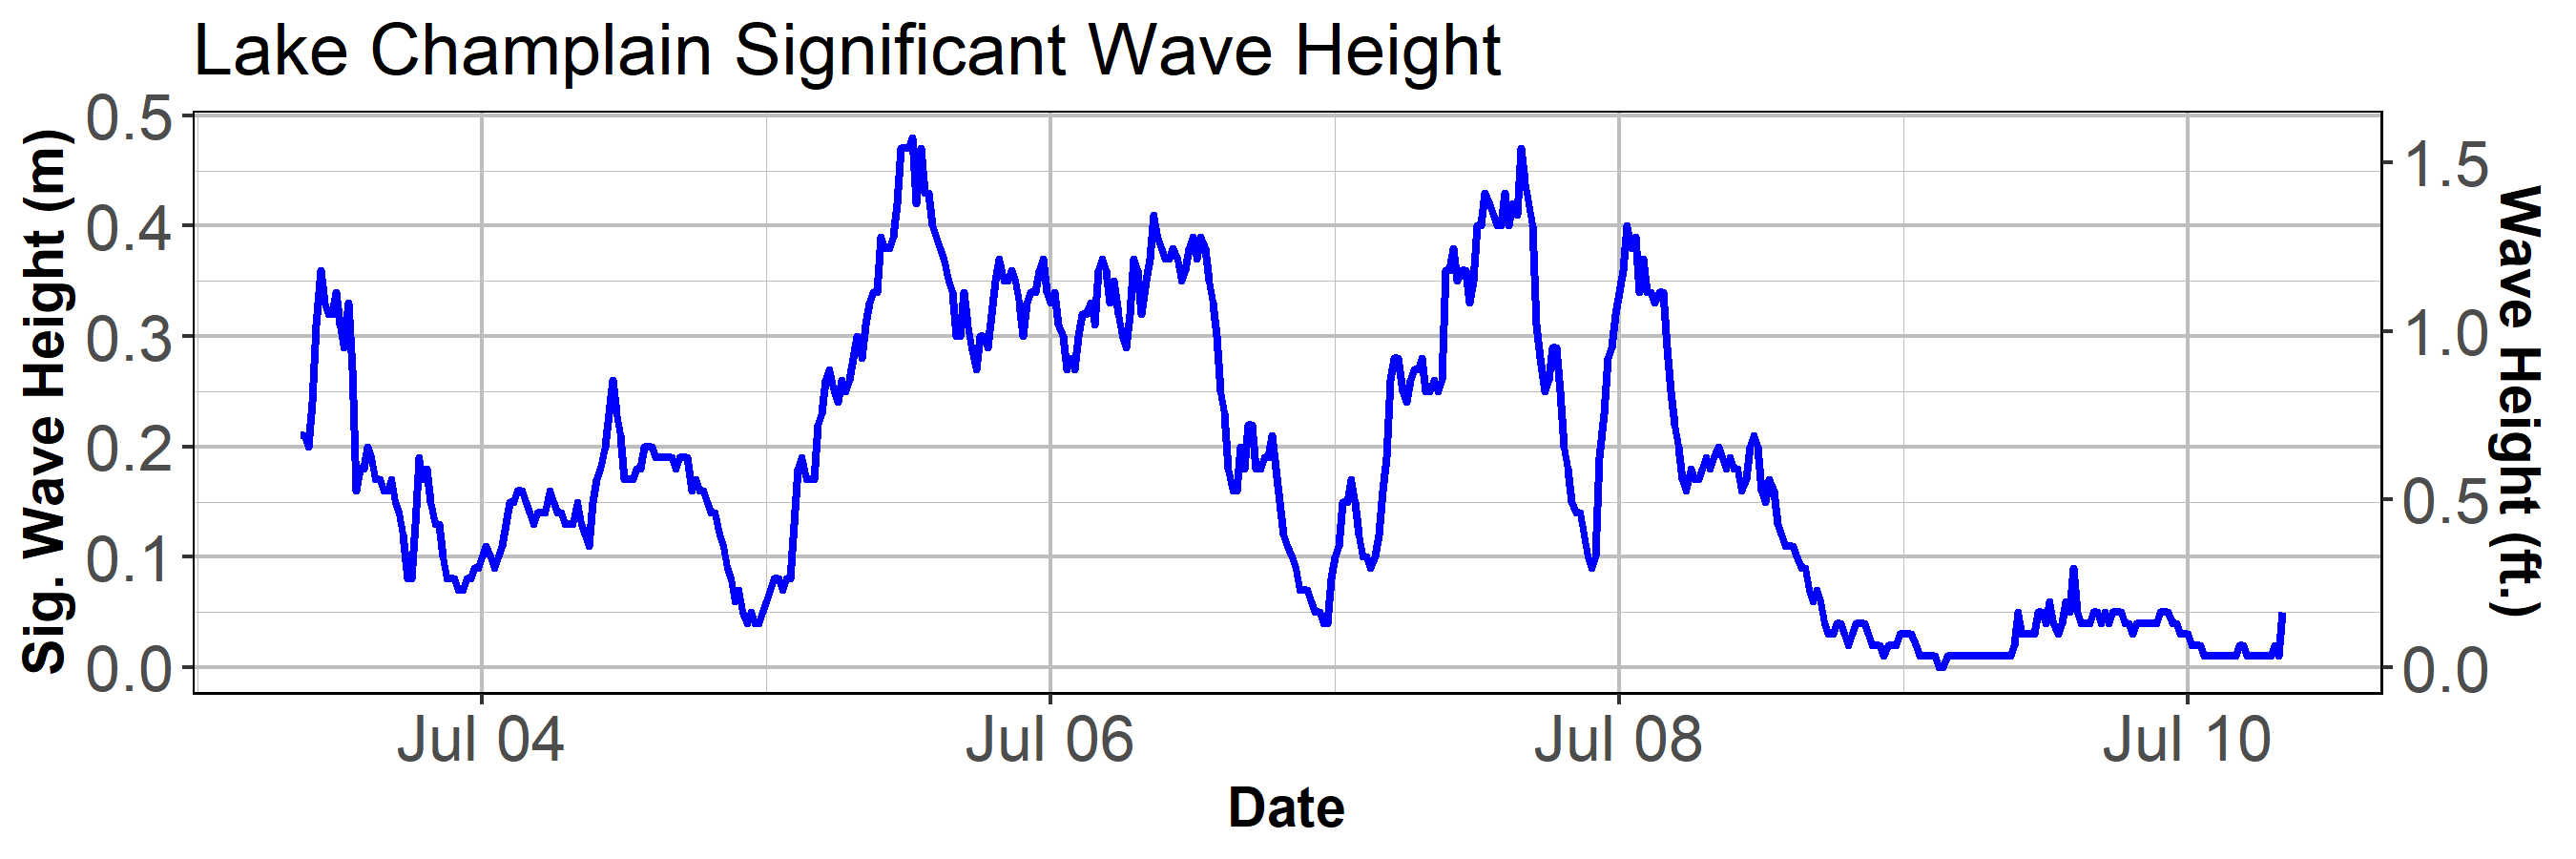 Lake Champlain Significant Wave Height
Sig. Wave Height (m)
0.5
0.4
0.3
0.2
0.1
0.0
1.5
1.0
0.5
0.0
Wave Height (ft.)
Jul 04 Jul 06 Jul 08 Jul 10
Date